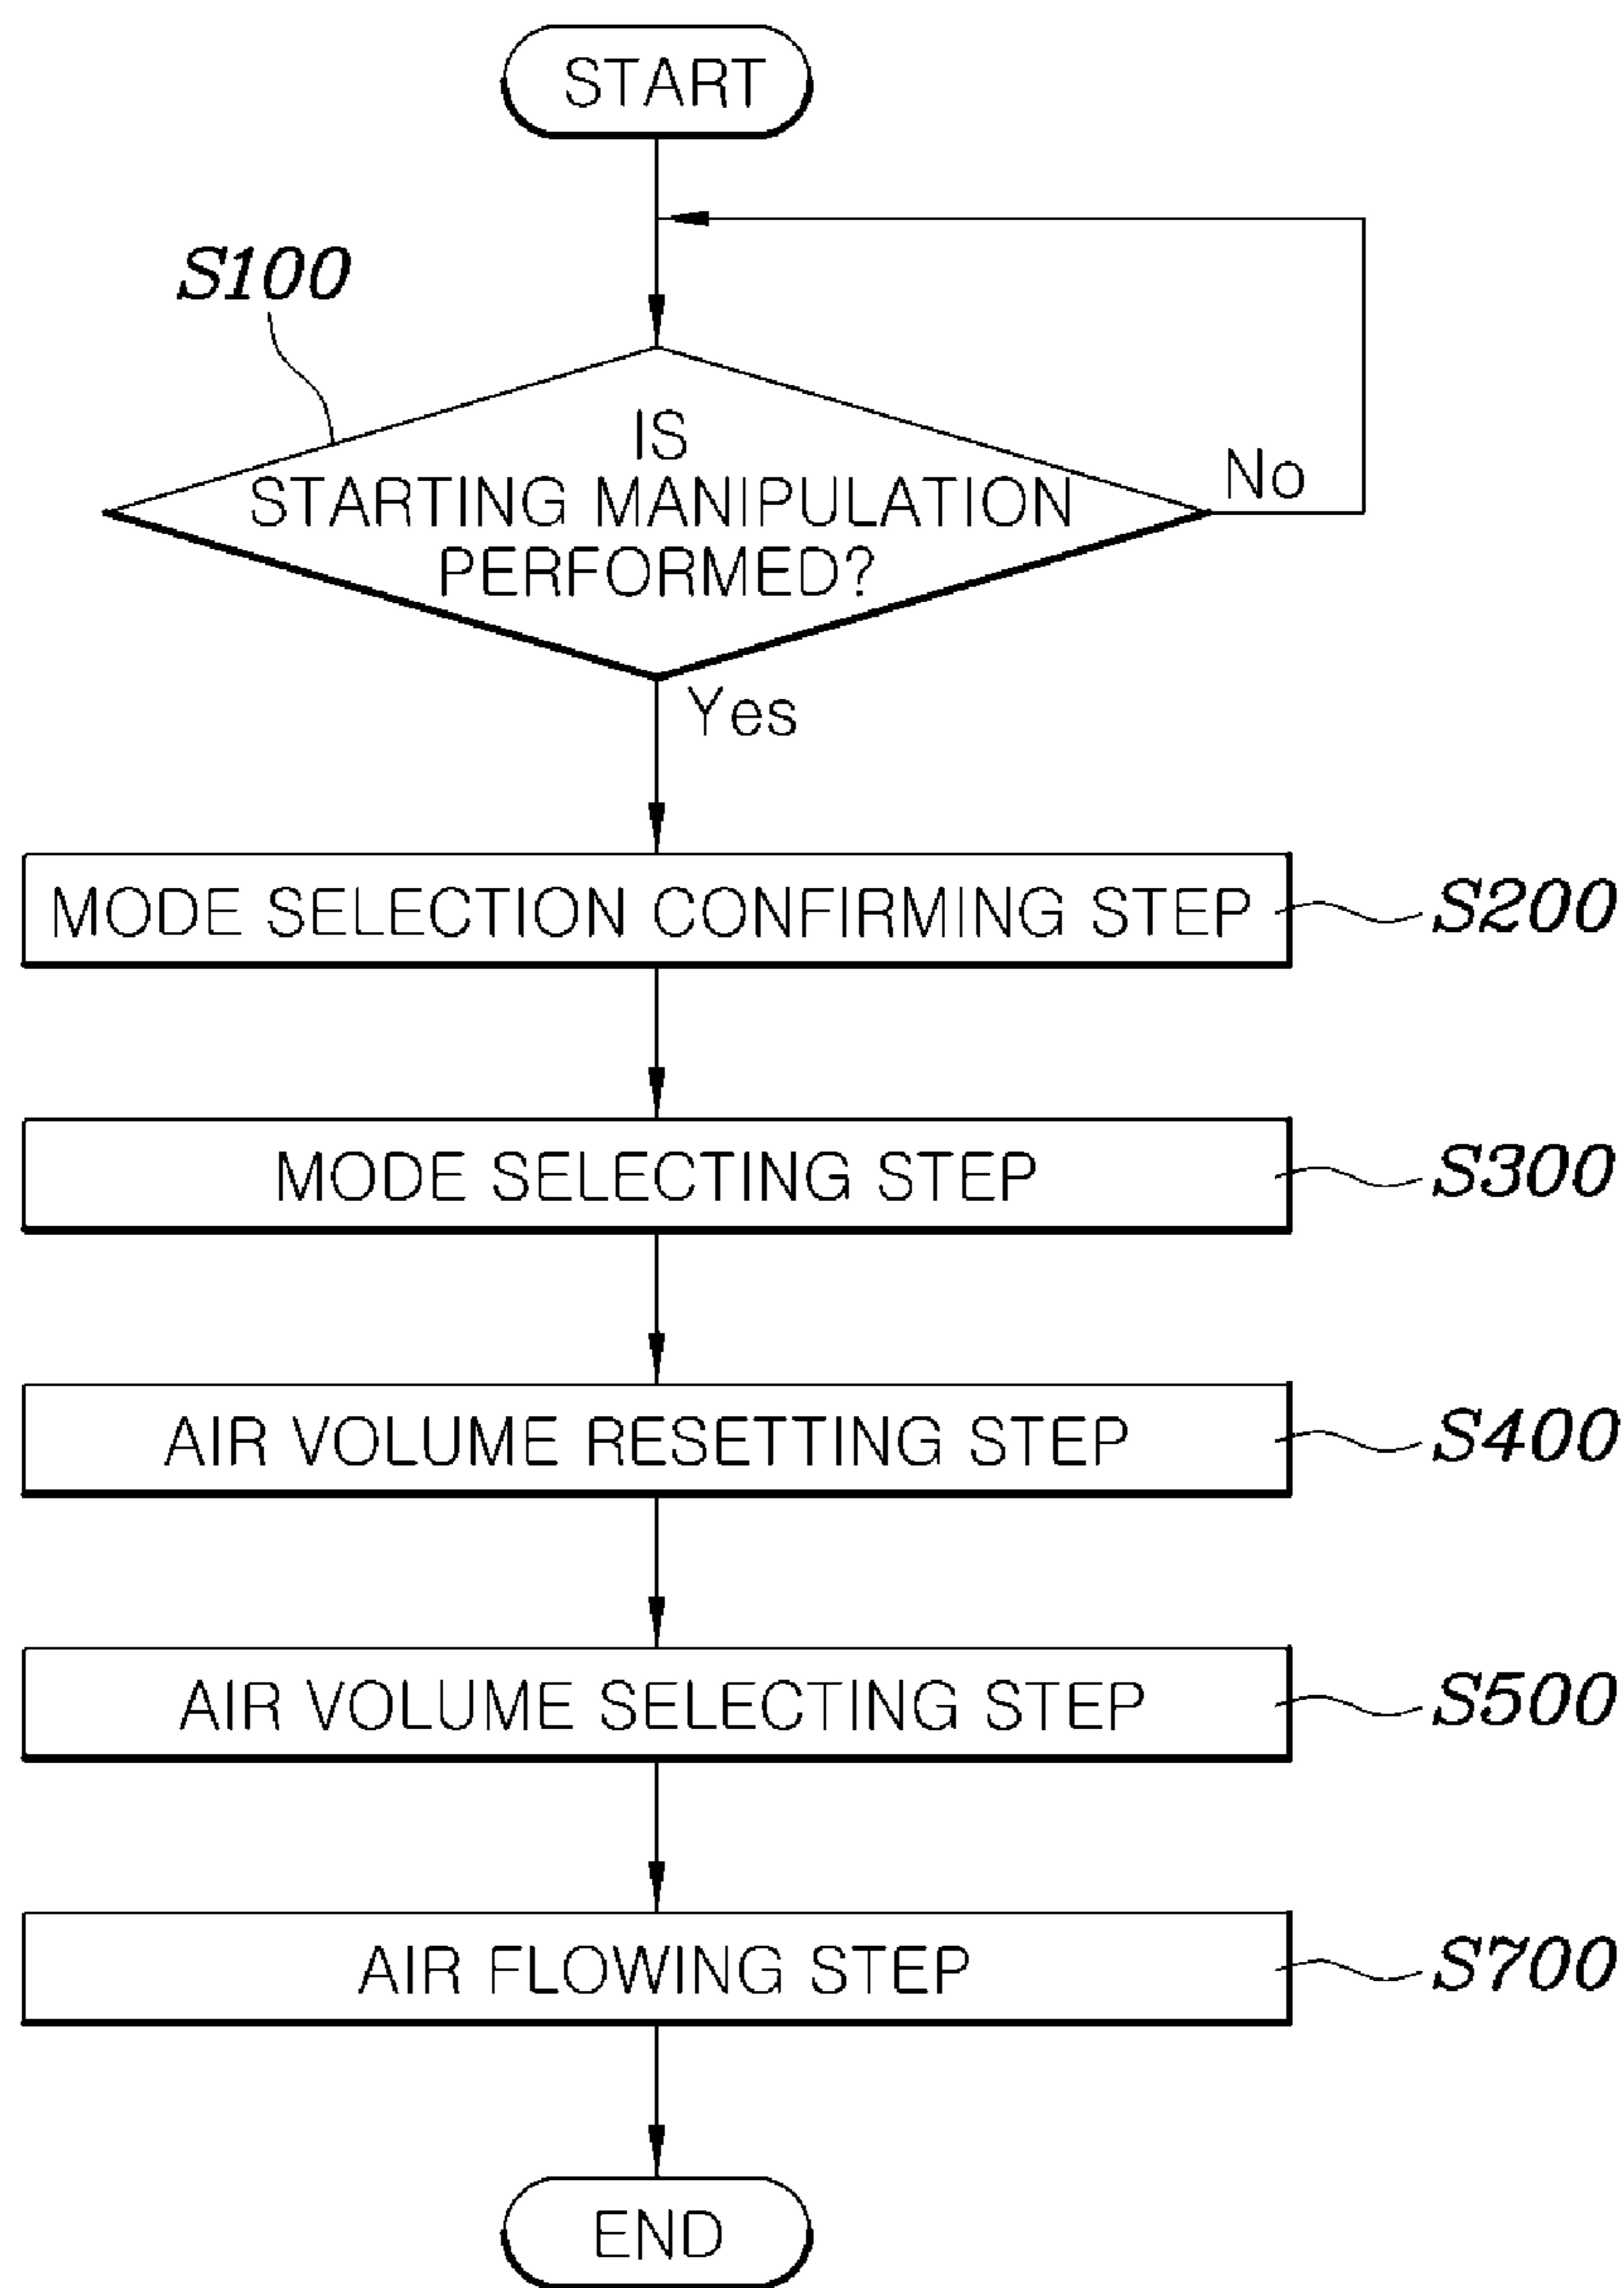 START
S100
IS
STARTING MANIPULATION
PERFORMED?
No
Yes
MODE SELECTION CONFIRMING STEP
S200
MODE SELECTING STEP
S300
AIR VOLUME RESETTING STEP
S400
AIR VOLUME SELECTING STEP
S500
AIR FLOWING STEP
S700
END